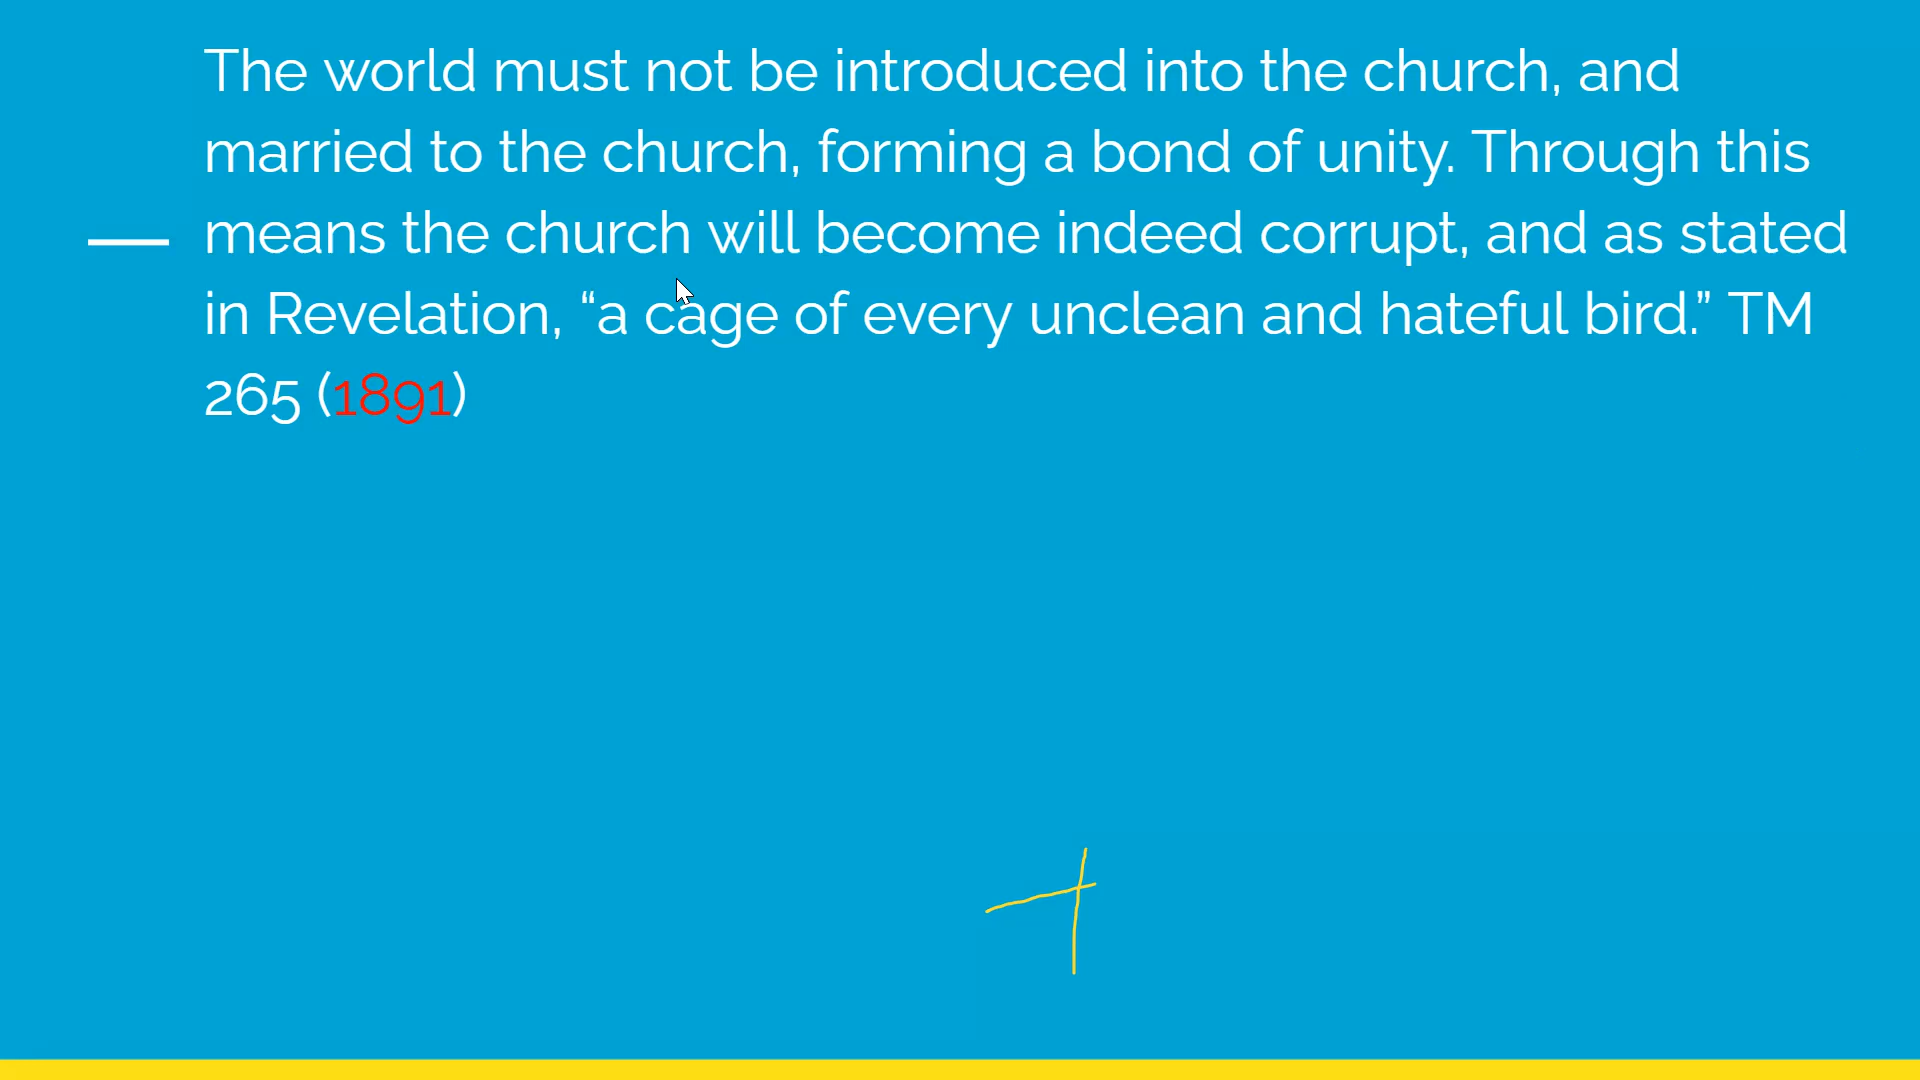 The world must not be introduced into the church, and
married to the church, forming a bond of unity. Through this
means the church will become indeed corrupt, and as stated
in Revelation, “a cage of every unclean and hateful bird.” TM
265 (1891)